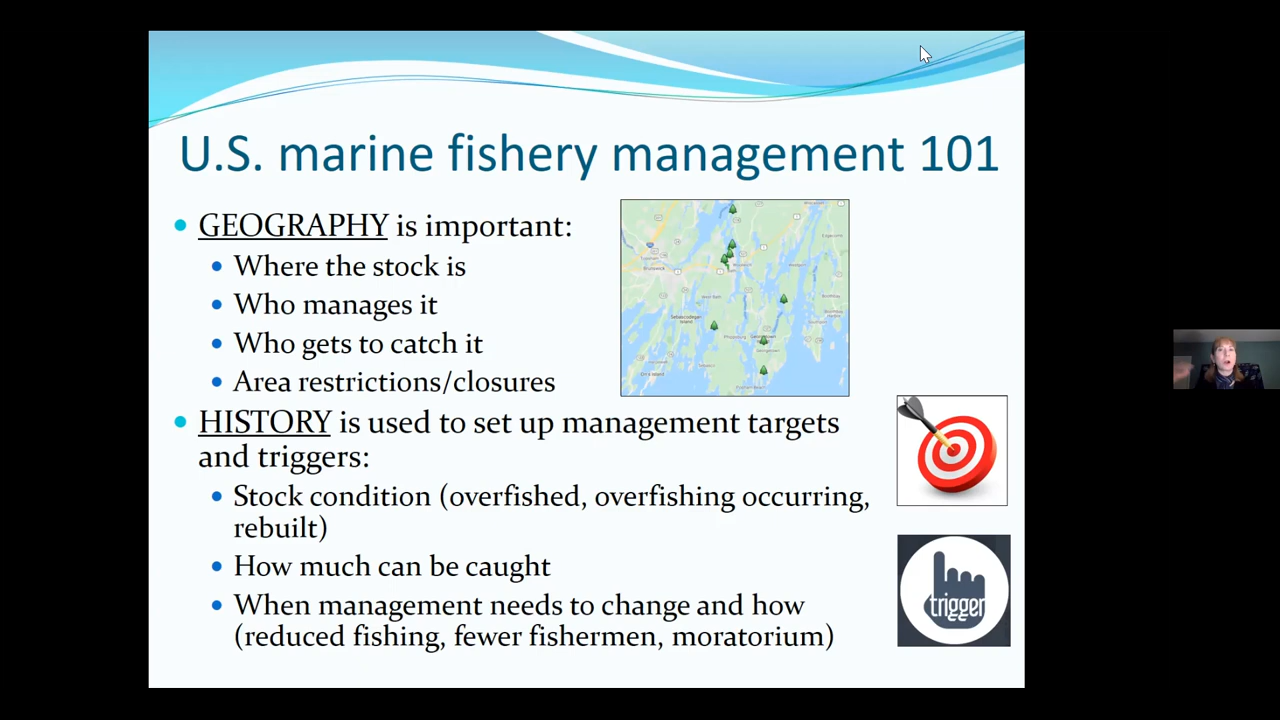 U.S. marine fishery management 101
GEOGRAPHY is important:
Where the stock is
Who manages it
Who gets to catch it
Area restrictions/closures
HISTORY is used to set up management targets
and triggers:
Stock condition (overfished, overfishing occurring,
rebuilt)
How much can be caught
When management needs to change and how
(reduced fishing, fewer fishermen, moratorium)
trigger